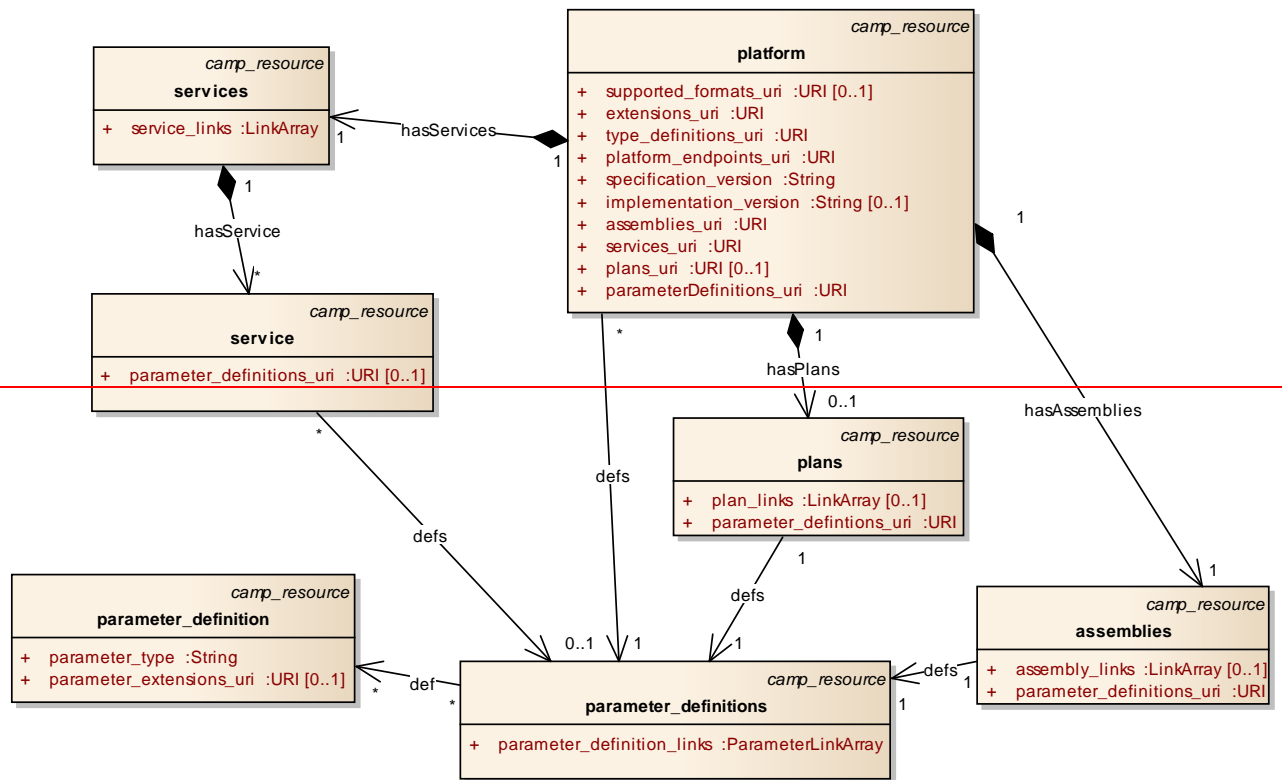 camp_resource
platform
+ supported_formats_uri :URI [0..1]
+ extensions_uri :URI
+ type_definitions_uri :URI
+ platform_endpoints_uri :URI
+ specification_version :String
+ implementation_version :String [0..1]
+ assemblies_uri :URI
+ services_uri :URI
+ plans_uri :URI [0..1]
+ parameterDefinitions_uri :URI
camp_resource
services
+ service_links :LinkArray
1
hasServices
1
1
hasService
*
1
hasAssemblies
1
camp_resource
service
+ parameter_definitions_uri :URI [0..1]
*
1
hasPlans
0..1
camp_resource
plans
+ plan_links :LinkArray [0..1]
+ parameter_defintions_uri :URI
*
defs
0..1
defs
1
1
defs
1
camp_resource
parameter_definition
+ parameter_type :String
+ parameter_extensions_uri :URI [0..1]
*
def
*
camp_resource
assemblies
+ assembly_links :LinkArray [0..1]
+ parameter_definitions_uri :URI
defs
1
1
camp_resource
parameter_definitions
+ parameter_definition_links :ParameterLinkArray